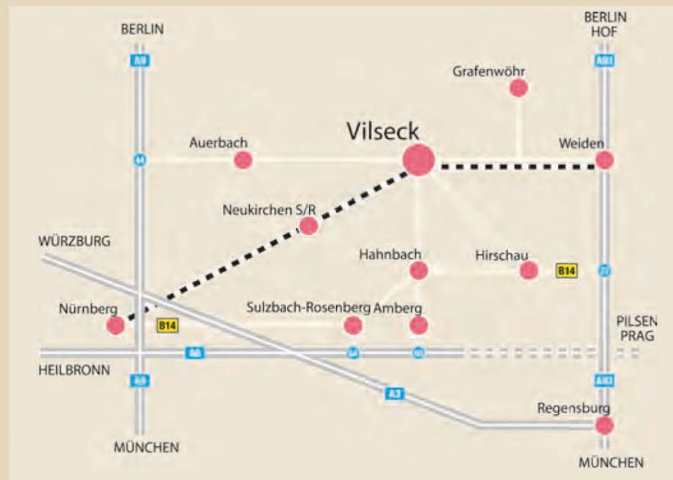 BERLIN
BERLIN
HOF
A9
A93
Grafenwöhr
Vilseck
Auerbach
Weiden
Neukirchen S/R
WÜRZBURG
Hahnbach
Hirschau
B14
Nürnberg
B14
Sulzbach-Rosenberg
Amberg
PILSEN
PRAG
A6
HEILBRONN
A9
A3
A93
Regensburg
MÜNCHEN
MÜNCHEN